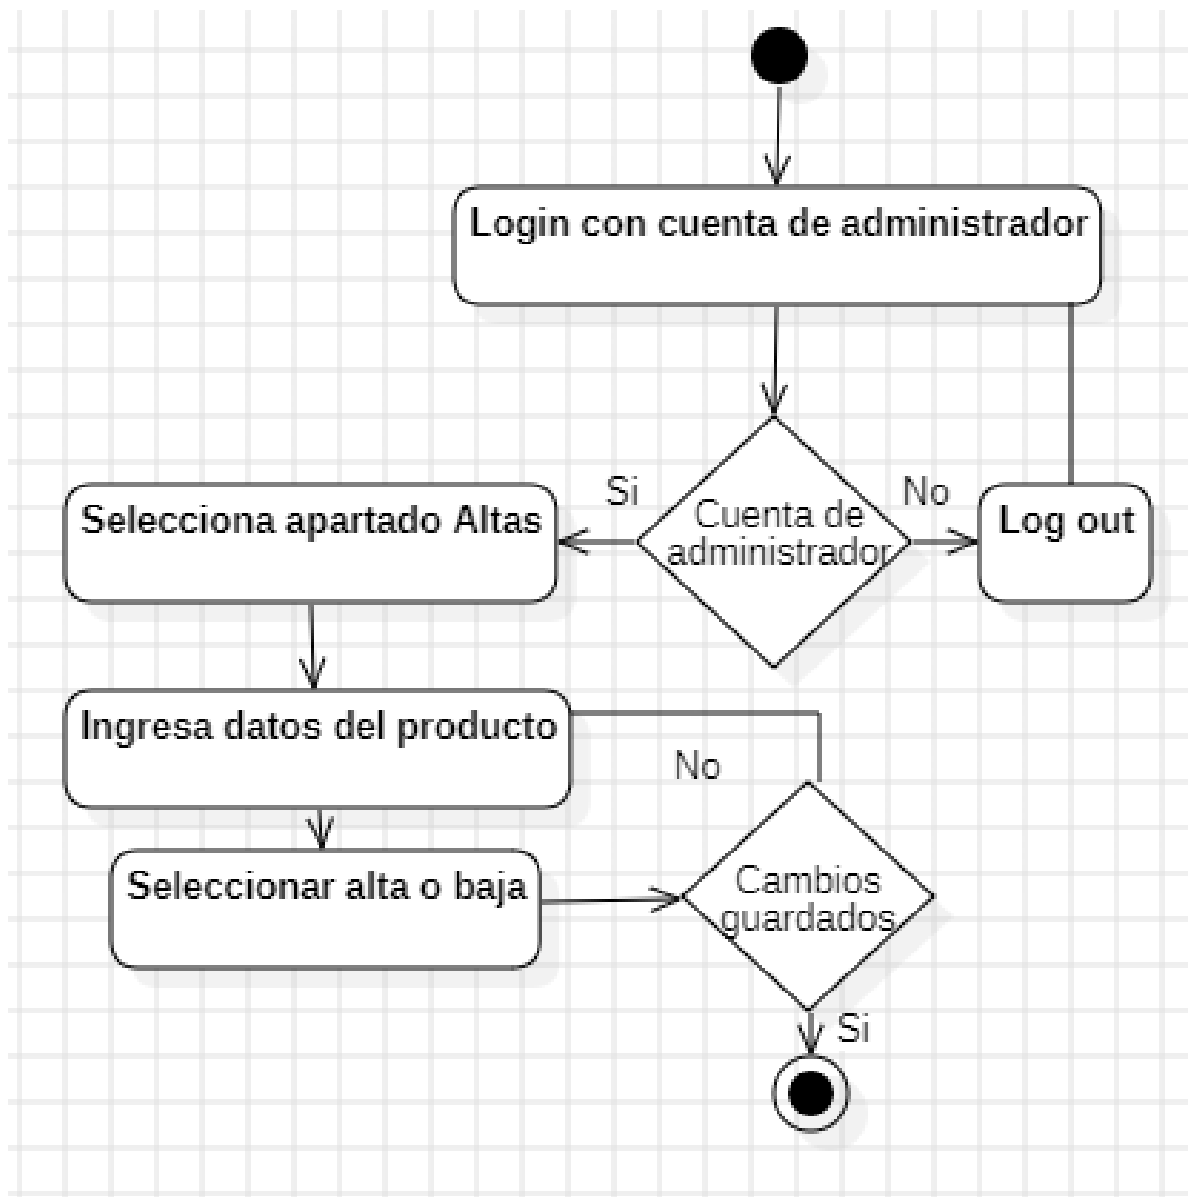 Login con cuenta de administrador
Si
No
Selecciona apartado Altas
Cuenta de
administrador
Log out
Ingresa datos del producto
No
Seleccionar alta o baja
Cambios
guardados
Si